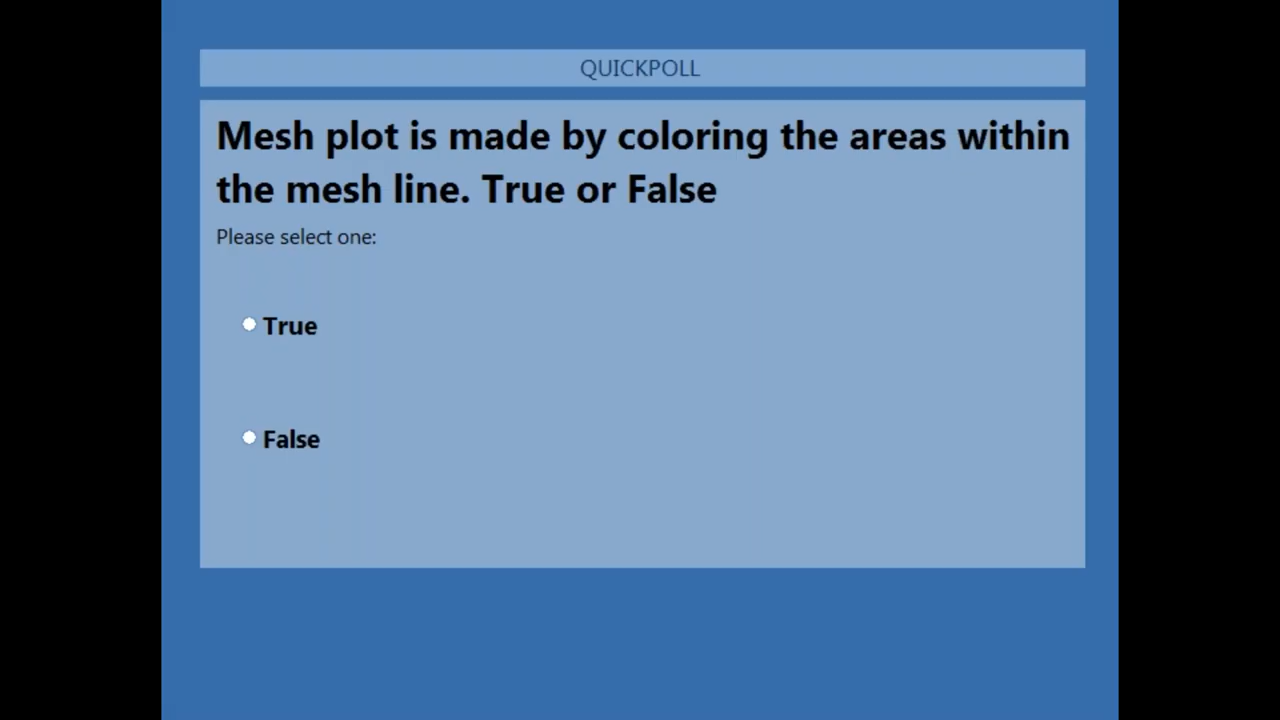 QUICKPOLL
Mesh plot is made by coloring the areas within
the mesh line. True or False
Please select one:
True
False